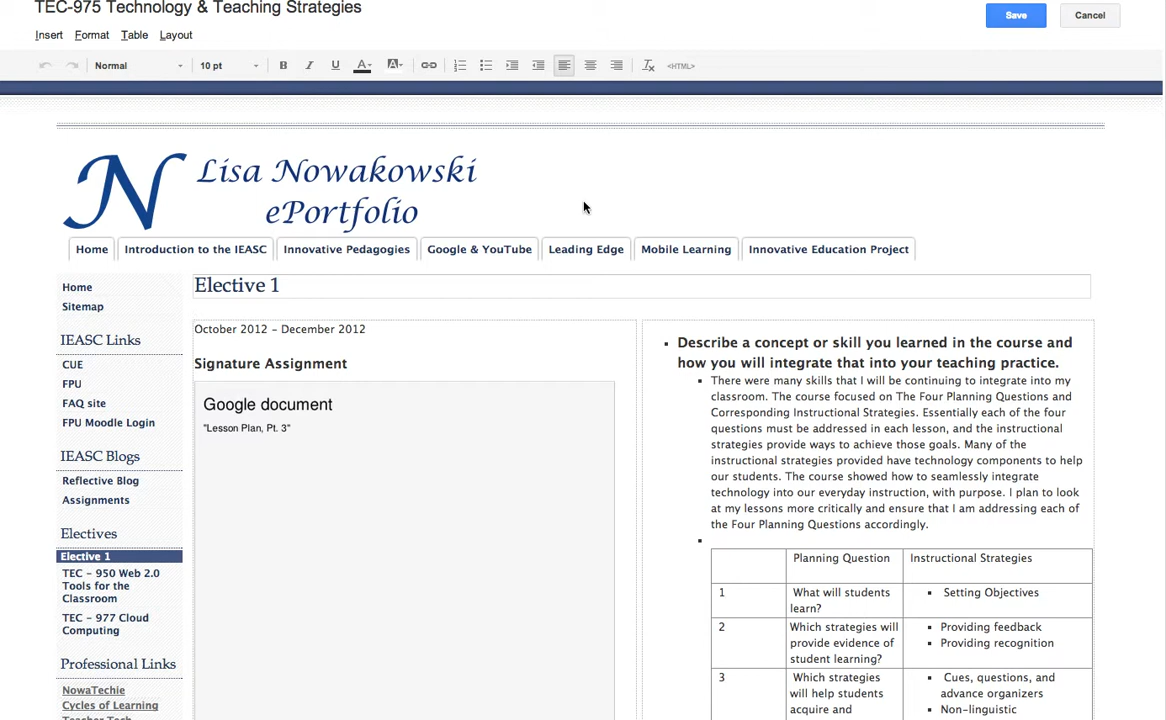 TEC-975 Technology & Teaching Strategies
Save
Cancel
Insert Format Table Layout
Normal 10 pt B I U A A <HTML>
N Lisa Nowakowski
ePortfolio
Home Introduction to the IEASC Innovative Pedagogies Google & YouTube Leading Edge Mobile Learning Innovative Education Project
Home
Sitemap
IEASC Links
CUE
FPU
FAQ site
FPU Moodle Login
IEASC Blogs
Reflective Blog
Assignments
Electives
Elective 1
TEC - 950 Web 2.0
Tools for the
Classroom
TEC - 977 Cloud
Computing
Professional Links
NowaTechie
Cycles of Learning
Teacher Tech
Elective 1
October 2012 - December 2012
Signature Assignment
Google document
"Lesson Plan, Pt. 3"
Describe a concept or skill you learned in the course and
how you will integrate that into your teaching practice.
There were many skills that I will be continuing to integrate into my
classroom. The course focused on The Four Planning Questions and
Corresponding Instructional Strategies. Essentially each of the four
questions must be addressed in each lesson, and the instructional
strategies provide ways to achieve those goals. Many of the
instructional strategies provided have technology components to help
our students. The course showed how to seamlessly integrate
technology into our everyday instruction, with purpose. I plan to look
at my lessons more critically and ensure that I am addressing each of
the Four Planning Questions accordingly.
Planning Question Instructional Strategies
1 What will students Setting Objectives
learn?
2 Which strategies will Providing feedback
provide evidence of Providing recognition
student learning?
3 Which strategies Cues, questions, and
will help students advance organizers
acquire and Non-linguistic